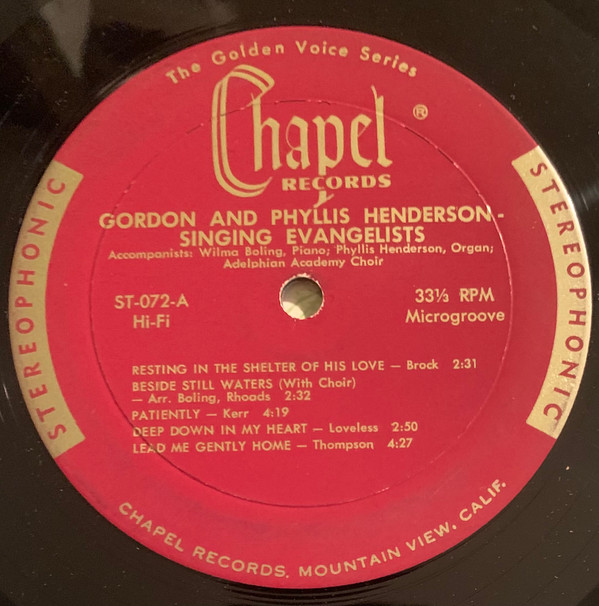 The Golden Voice Series
Chapel ®
RECORDS
GORDON AND PHYLLIS HENDERSON-
SINGING EVANGELISTS
Accompanists: Wilma Boling, Piano; Phyllis Henderson, Organ;
Adelphian Academy Choir
STEREOPHONIC
STEREOPHONIC
ST-072-A
Hi-Fi
33⅓ RPM
Microgroove
RESTING IN THE SHELTER OF HIS LOVE — Brock 2:31
BESIDE STILL WATERS (With Choir)
— Arr. Boling, Rhoads 2:32
PATIENTLY — Kerr 4:19
DEEP DOWN IN MY HEART — Loveless 2:50
LEAD ME GENTLY HOME — Thompson 4:27
CHAPEL RECORDS, MOUNTAIN VIEW, CALIF.